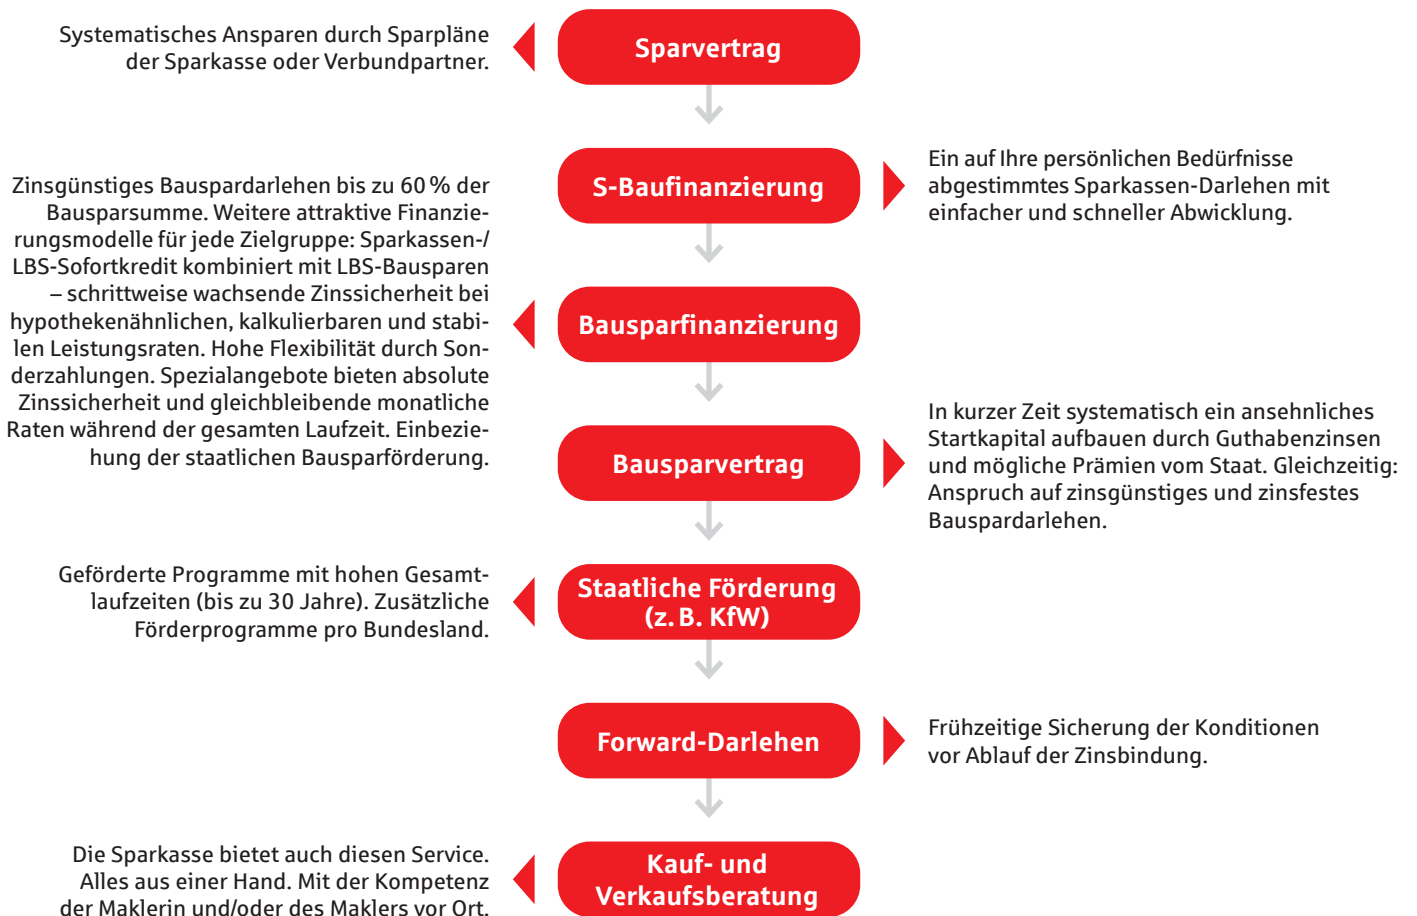 Systematisches Ansparen durch Sparpläne
der Sparkasse oder Verbundpartner.
Sparvertrag
S-Baufinanzierung
Ein auf Ihre persönlichen Bedürfnisse
abgestimmtes Sparkassen-Darlehen mit
einfacher und schneller Abwicklung.
Zinsgünstiges Bauspardarlehen bis zu 60 % der
Bausparsumme. Weitere attraktive Finanzie-
rungsmodelle für jede Zielgruppe: Sparkassen-/
LBS-Sofortkredit kombiniert mit LBS-Bausparen
– schrittweise wachsende Zinssicherheit bei
hypothekenähnlichen, kalkulierbaren und stabi-
len Leistungsraten. Hohe Flexibilität durch Son-
derzahlungen. Spezialangebote bieten absolute
Zinssicherheit und gleichbleibende monatliche
Raten während der gesamten Laufzeit. Einbezie-
hung der staatlichen Bausparförderung.
Bausparfinanzierung
Bausparvertrag
In kurzer Zeit systematisch ein ansehnliches
Startkapital aufbauen durch Guthabenzinsen
und mögliche Prämien vom Staat. Gleichzeitig:
Anspruch auf zinsgünstiges und zinsfestes
Bauspardarlehen.
Geförderte Programme mit hohen Gesamt-
laufzeiten (bis zu 30 Jahre). Zusätzliche
Förderprogramme pro Bundesland.
Staatliche Förderung
(z. B. KfW)
Forward-Darlehen
Frühzeitige Sicherung der Konditionen
vor Ablauf der Zinsbindung.
Die Sparkasse bietet auch diesen Service.
Alles aus einer Hand. Mit der Kompetenz
der Maklerin und/oder des Maklers vor Ort.
Kauf- und
Verkaufsberatung